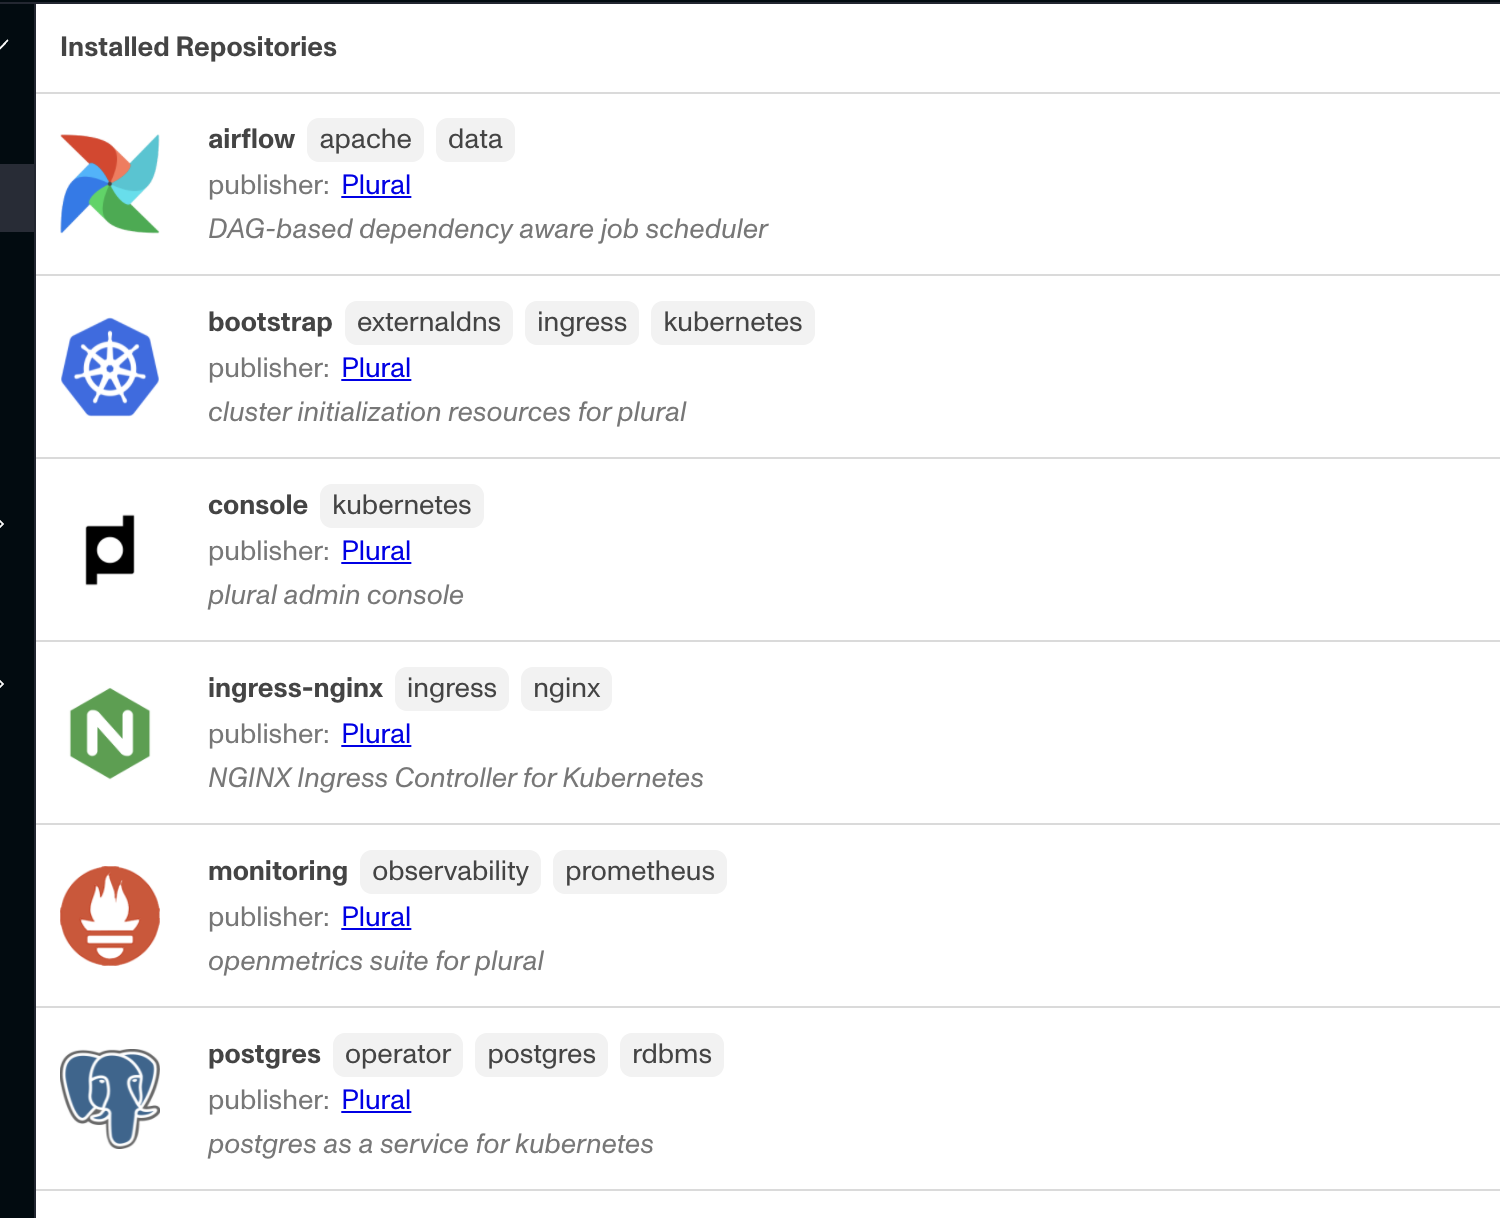 Installed Repositories
airflow apache data
publisher: Plural
DAG-based dependency aware job scheduler
bootstrap externaldns ingress kubernetes
publisher: Plural
cluster initialization resources for plural
console kubernetes
publisher: Plural
plural admin console
ingress-nginx ingress nginx
publisher: Plural
NGINX Ingress Controller for Kubernetes
monitoring observability prometheus
publisher: Plural
openmetrics suite for plural
postgres operator postgres rdbms
publisher: Plural
postgres as a service for kubernetes